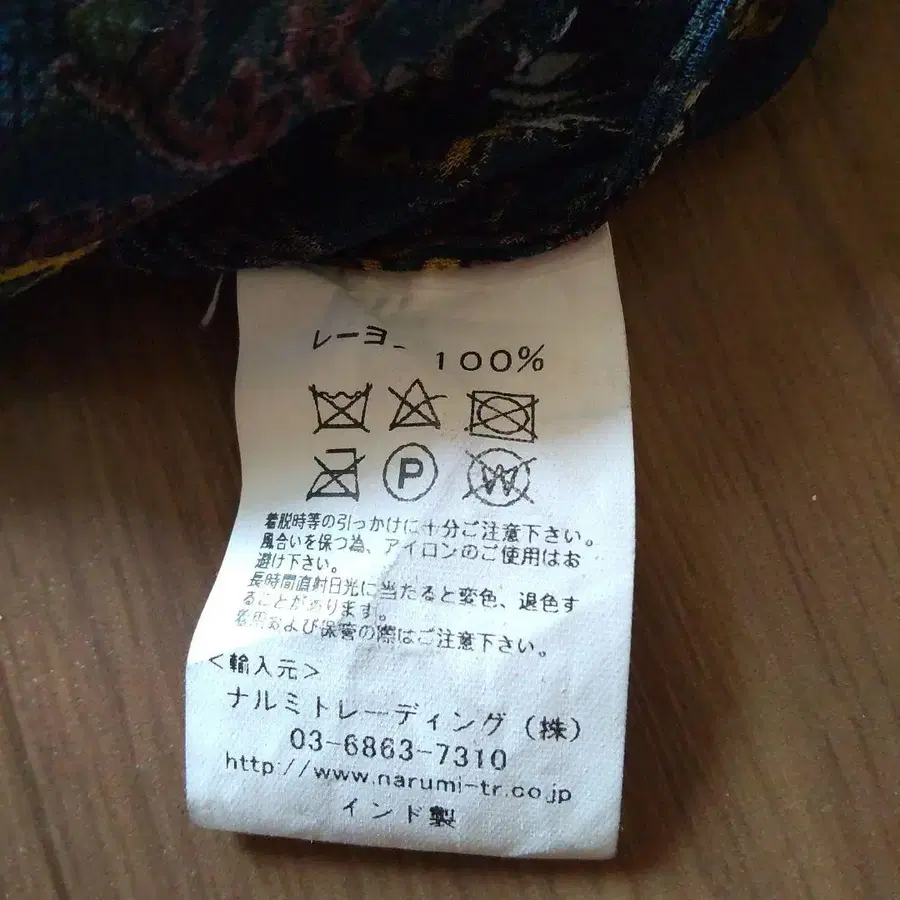 レーヨ
100%
P
着脱時等の引っかけに十分ご注意下さい。
風合いを保つ為、アイロンのご使用はお
避け下さい。
長時間直射日光に当たると変色、退色す
ることがあります。
着用および保管の際はご注意下さい。
<輸入元>
ナルミトレーディング(株)
03-6863-7310
http://www.narumi-tr.co.jp
インド製